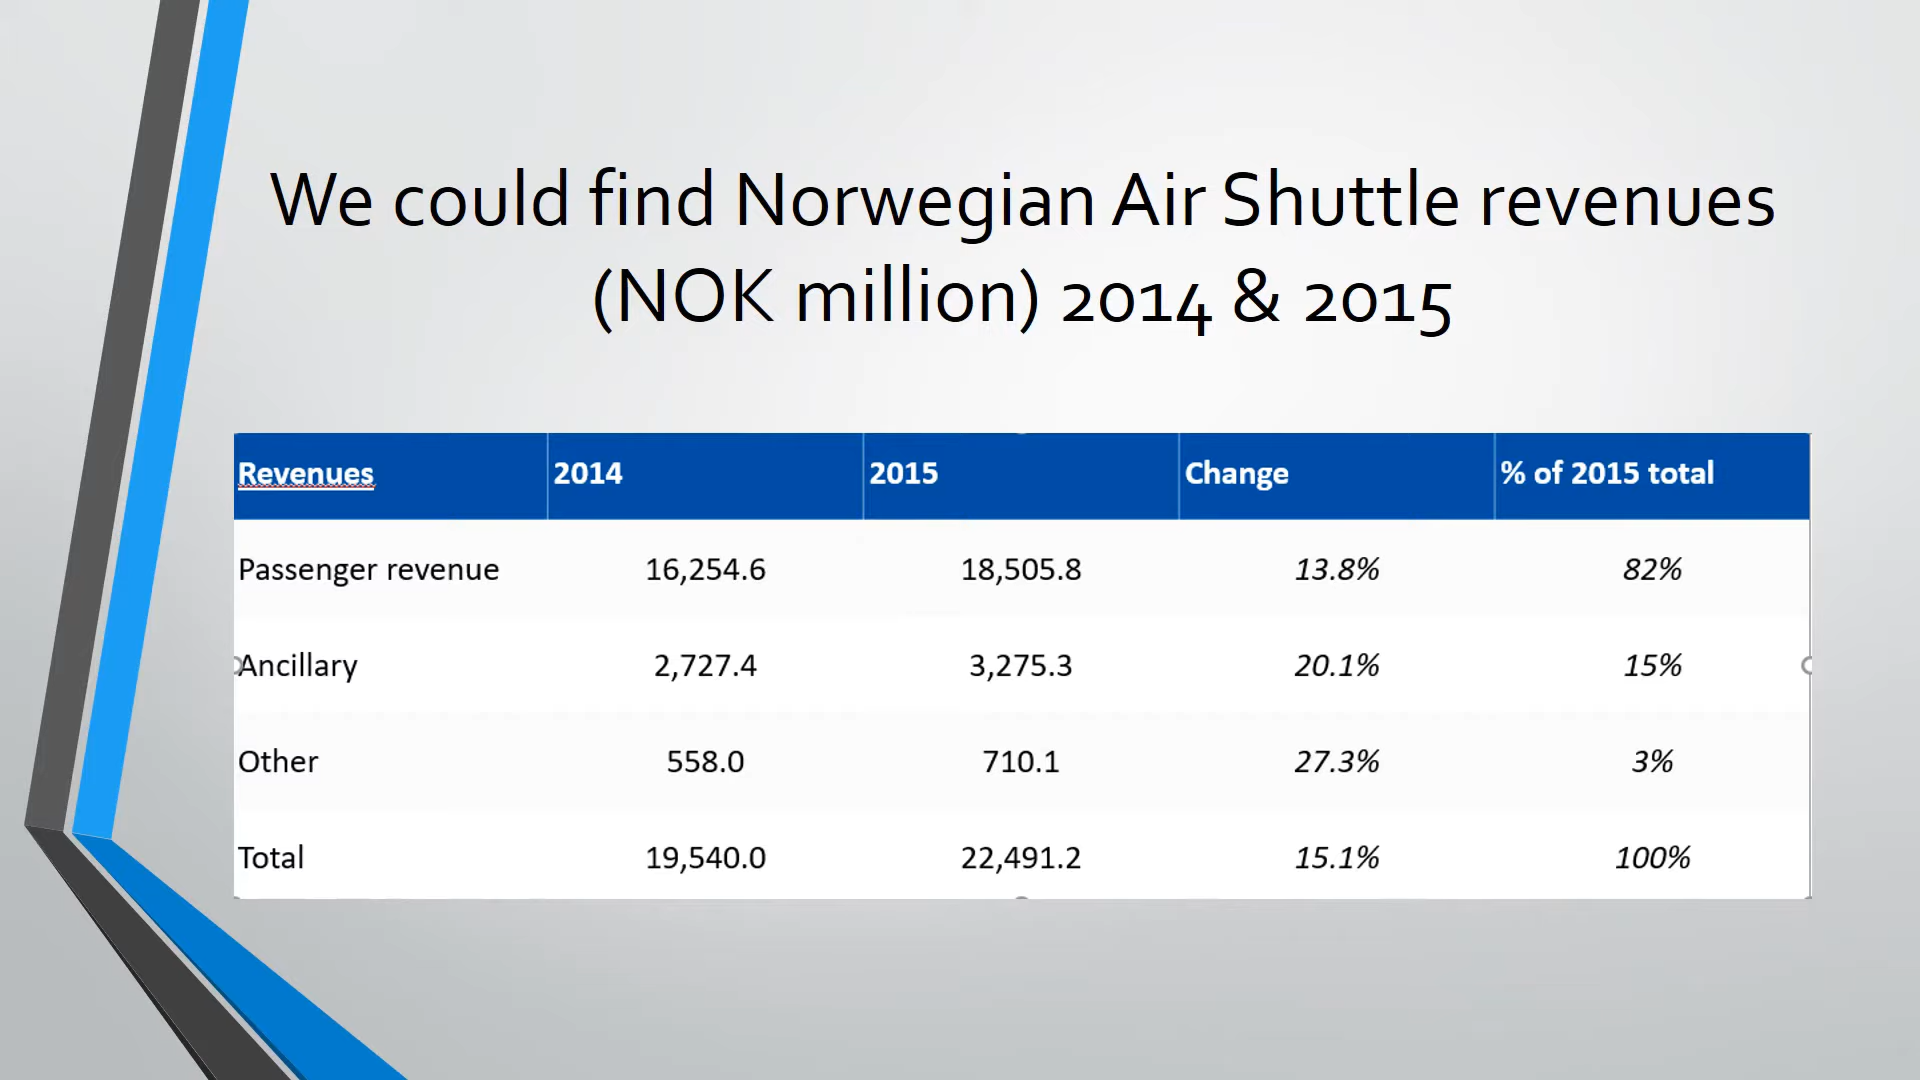 We could find Norwegian Air Shuttle revenues
(NOK million) 2014 & 2015
Revenues 2014 2015 Change % of 2015 total
Passenger revenue 16,254.6 18,505.8 13.8% 82%
Ancillary 2,727.4 3,275.3 20.1% 15%
Other 558.0 710.1 27.3% 3%
Total 19,540.0 22,491.2 15.1% 100%